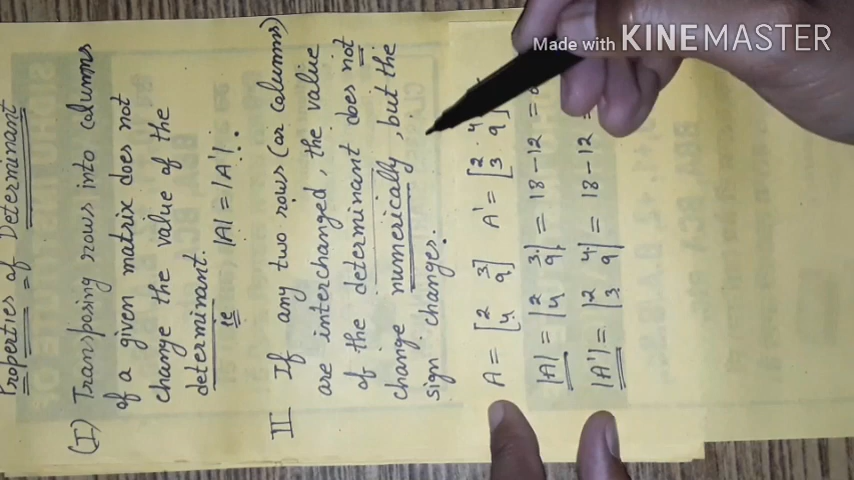 Properties of Determinant
(I) Transposing rows into columns
of a given matrix does not
change the value of the
determinant.
ie |A| = |A'|.
II If any two rows (or columns)
are interchanged, the value
of the determinant does not
change numerically, but the
sign changes.
A = [2 3 4 9] A' = [2 4 3 9]
|A| = |2 3 4 9| = 18-12 =
|A'| = |2 4 3 9| = 18-12 =
Made with KINEMASTER